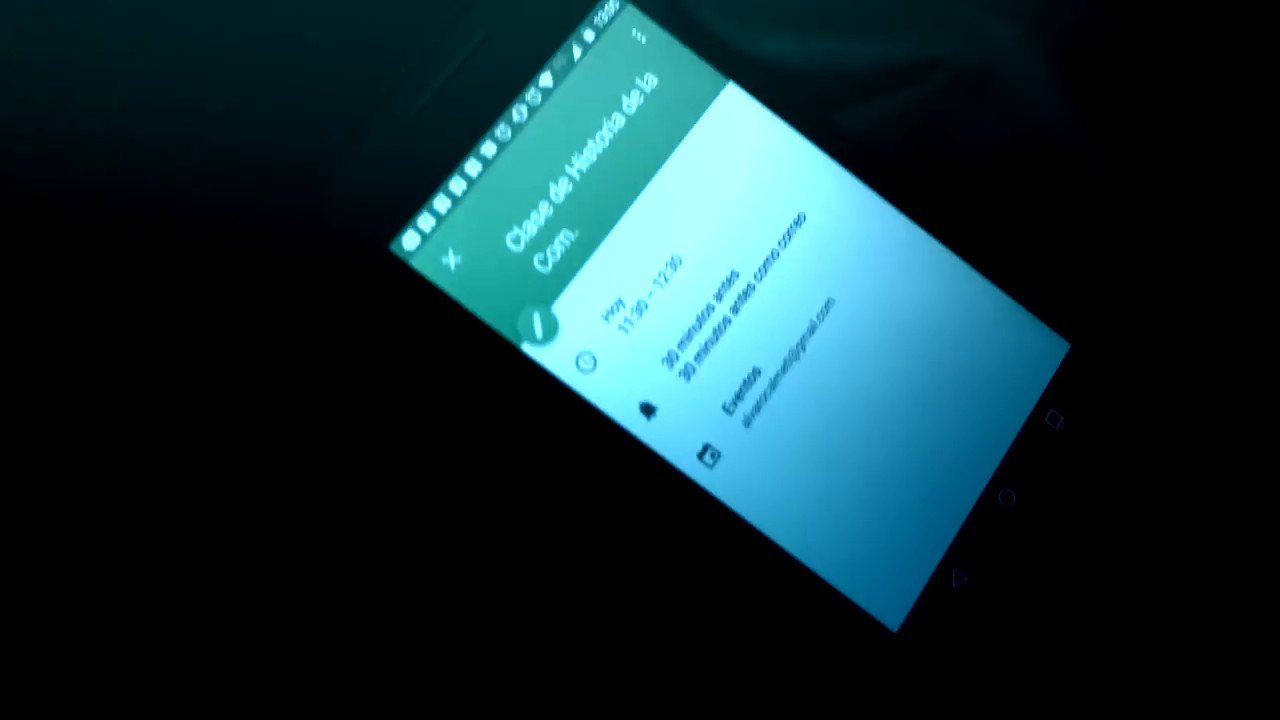 Clase de Historia de la
Com.
Hoy
11:30 – 12:30
30 minutos antes
30 minutos antes como correo
Eventos